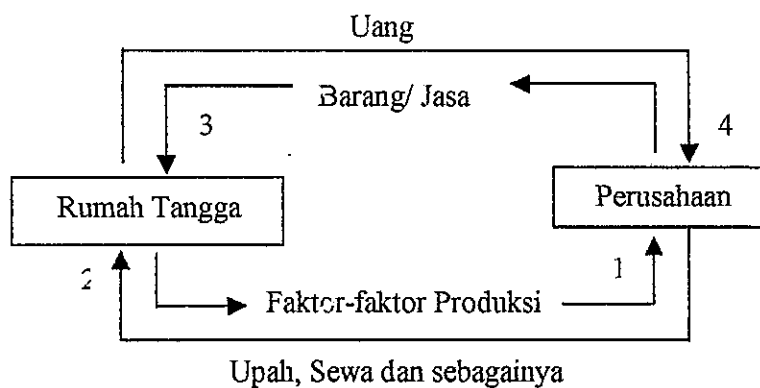 Uang
Barang/ Jasa
3
4
Rumah Tangga
Perusahaan
2
1
Faktor-faktor Produksi
Upah, Sewa dan sebagainya